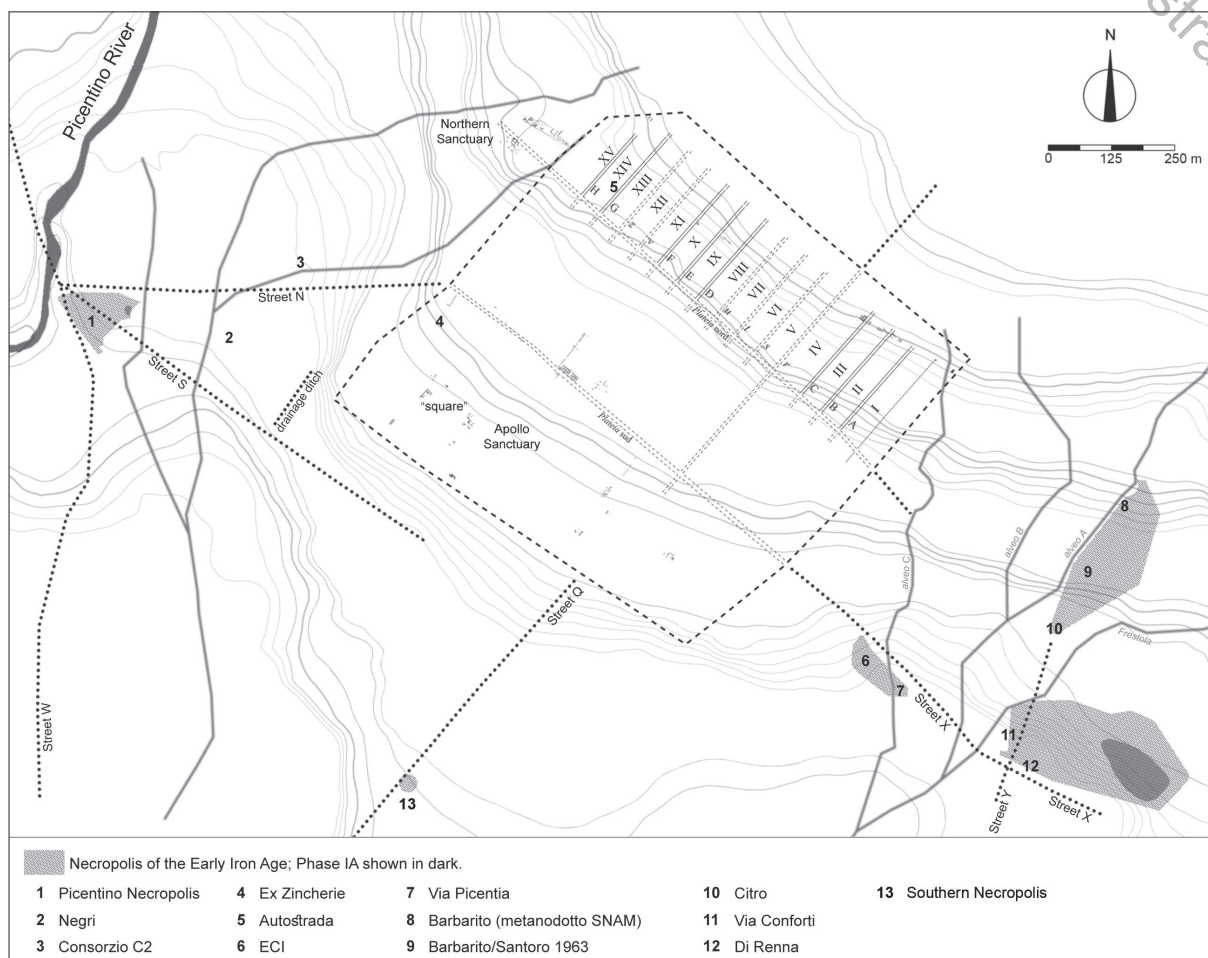 Picentino River
N
0 125 250 m
Northern
Sanctuary
XV
XIV
5
XIII
XII
XI
X
IX
VIII
VII
VI
V
IV
III
II
I
H
G
F
E
D
C
B
A
Plateia nord
3
Street N
1
2
4
Street S
drainage ditch
"square"
Apollo
Sanctuary
Plateia sud
8
alveo A
alveo B
alveo C
9
10
Frestola
Street Q
6
7
Street X
Street W
11
12
13
Street Y
Street X
Necropolis of the Early Iron Age; Phase IA shown in dark.
1 Picentino Necropolis
2 Negri
3 Consorzio C2
4 Ex Zincherie
5 Autostrada
6 ECI
7 Via Picentia
8 Barbarito (metanodotto SNAM)
9 Barbarito/Santoro 1963
10 Citro
11 Via Conforti
12 Di Renna
13 Southern Necropolis